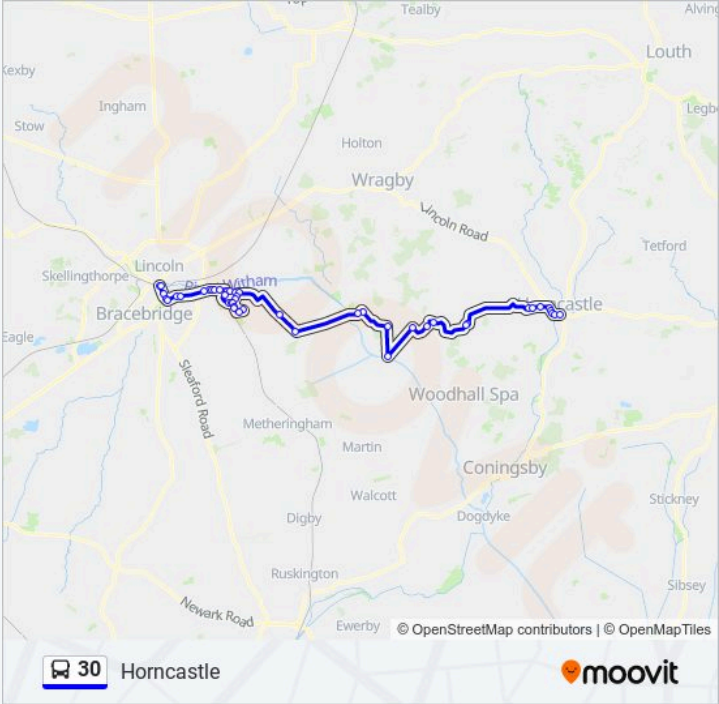 Tealby
Alving
Louth
Kexby
Ingham
Legb
Stow
Holton
Wragby
Lincoln Road
Tetford
Lincoln
Skellingthorpe
Witham
Horncastle
Bracebridge
Eagle
Sleaford Road
Woodhall Spa
Metheringham
Martin
Coningsby
Walcott
Stickney
Digby
Dogdyke
Ruskington
Sibsey
Newark Road
Ewerby
© OpenStreetMap contributors | © OpenMapTiles
30 Horncastle
moovit